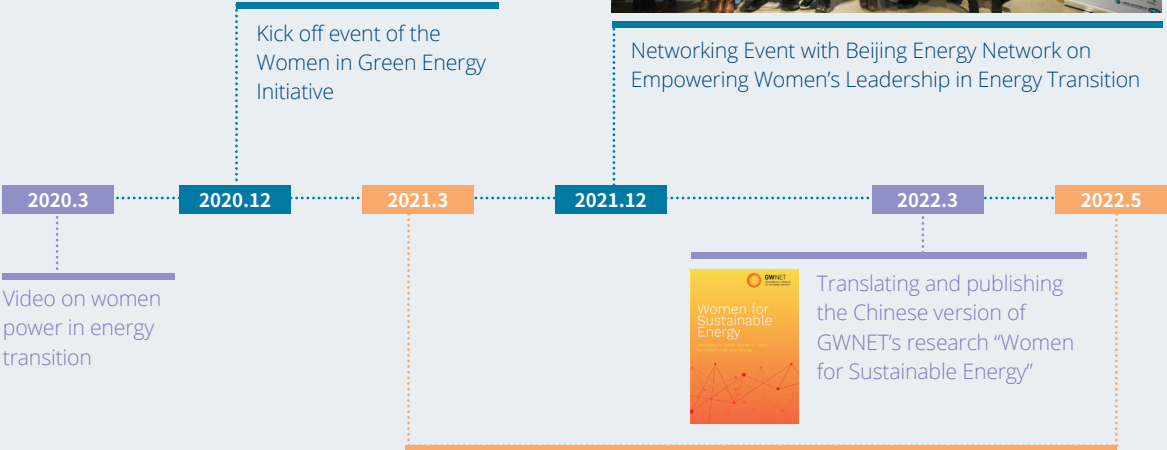 Kick off event of the
Women in Green Energy
Initiative
Networking Event with Beijing Energy Network on
Empowering Women’s Leadership in Energy Transition
2020.3
2020.12
2021.3
2021.12
2022.3
2022.5
Video on women
power in energy
transition
GWNET
Women for
Sustainable
Energy
Translating and publishing
the Chinese version of
GWNET’s research “Women
for Sustainable Energy”